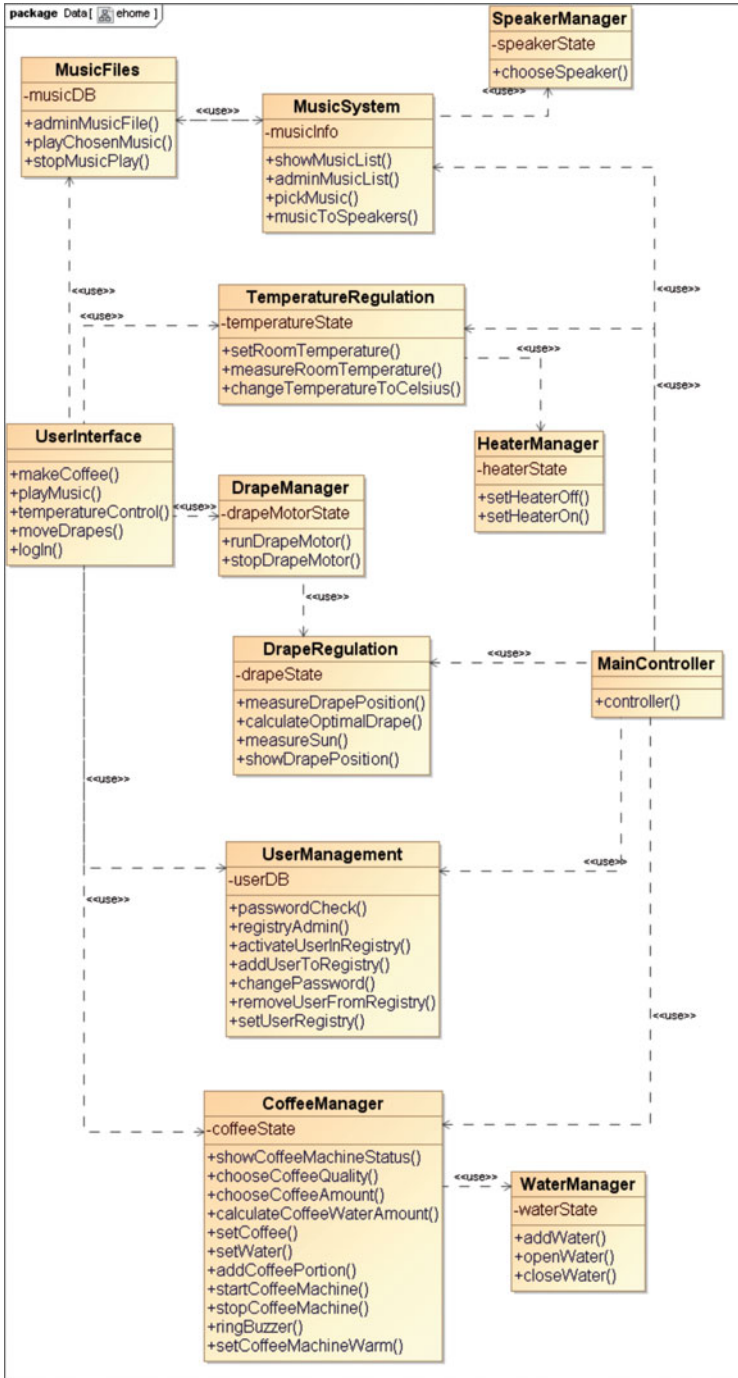 package Data[ ehome ]
SpeakerManager
-speakerState
+chooseSpeaker()
<<use>>
MusicFiles
-musicDB
+adminMusicFile()
+playChosenMusic()
+stopMusicPlay()
<<use>>
MusicSystem
-musicInfo
+showMusicList()
+adminMusicList()
+pickMusic()
+musicToSpeakers()
<<use>>
<<use>>
<<use>>
TemperatureRegulation
-temperatureState
+setRoomTemperature()
+measureRoomTemperature()
+changeTemperatureToCelsius()
<<use>>
<<use>>
HeaterManager
-heaterState
+setHeaterOff()
+setHeaterOn()
UserInterface
+makeCoffee()
+playMusic()
+temperatureControl()
+moveDrapes()
+logIn()
<<use>>
DrapeManager
-drapeMotorState
+runDrapeMotor()
+stopDrapeMotor()
<<use>>
DrapeRegulation
-drapeState
+measureDrapePosition()
+calculateOptimalDrape()
+measureSun()
+showDrapePosition()
<<use>>
MainController
+controller()
<<use>>
UserManagement
-userDB
+passwordCheck()
+registryAdmin()
+activateUserInRegistry()
+addUserToRegistry()
+changePassword()
+removeUserFromRegistry()
+setUserRegistry()
<<use>>
<<use>>
<<use>>
CoffeeManager
-coffeeState
+showCoffeeMachineStatus()
+chooseCoffeeQuality()
+chooseCoffeeAmount()
+calculateCoffeeWaterAmount()
+setCoffee()
+setWater()
+addCoffeePortion()
+startCoffeeMachine()
+stopCoffeeMachine()
+ringBuzzer()
+setCoffeeMachineWarm()
<<use>>
WaterManager
-waterState
+addWater()
+openWater()
+closeWater()